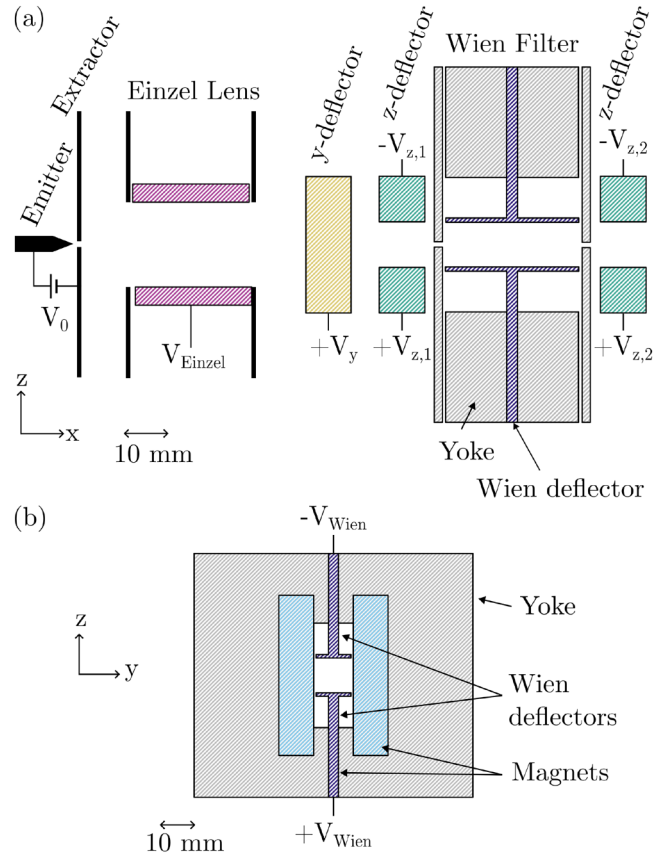 (a)
Extractor
Emitter
V₀
Einzel Lens
V_Einzel
z
x
10 mm
y-deflector
+V_y
z-deflector
-V_z,1
+V_z,1
Wien Filter
z-deflector
-V_z,2
+V_z,2
Yoke
Wien deflector
(b)
-V_Wien
z
y
Yoke
Wien
deflectors
Magnets
10 mm
+V_Wien